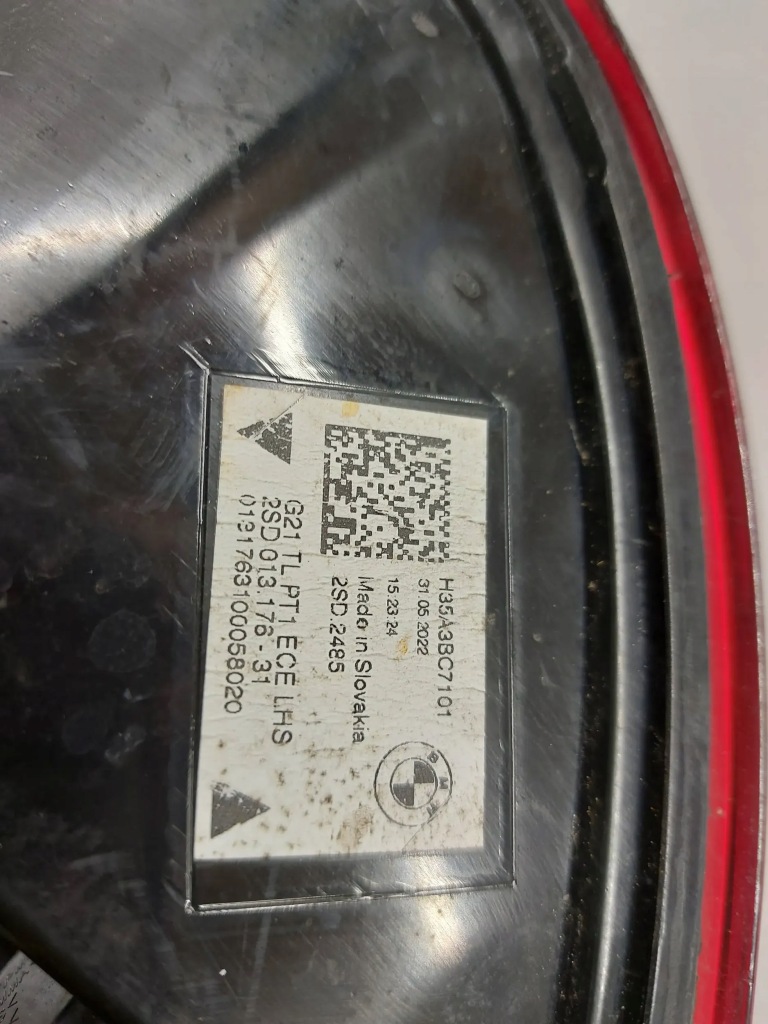 H35A3BC7101
31.05.2022
15:23:24
Made in Slovakia
2SD.2485
G21 TL PT1 ECE LHS
2SD 013.176-31
0131763100058020
BMW